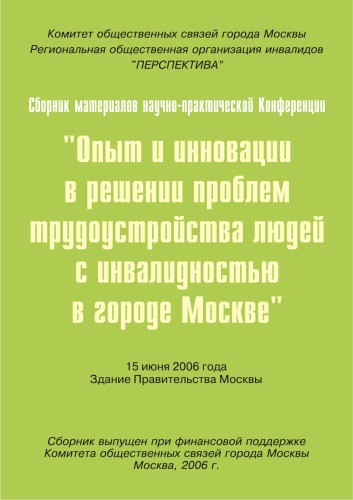 Комитет общественных связей города Москвы
Региональная общественная организация инвалидов
"ПЕРСПЕКТИВА"
Сборник материалов научно-практической Конференции
"Опыт и инновации
в решении проблем
трудоустройства людей
с инвалидностью
в городе Москве"
15 июня 2006 года
Здание Правительства Москвы
Сборник выпущен при финансовой поддержке
Комитета общественных связей города Москвы
Москва, 2006 г.